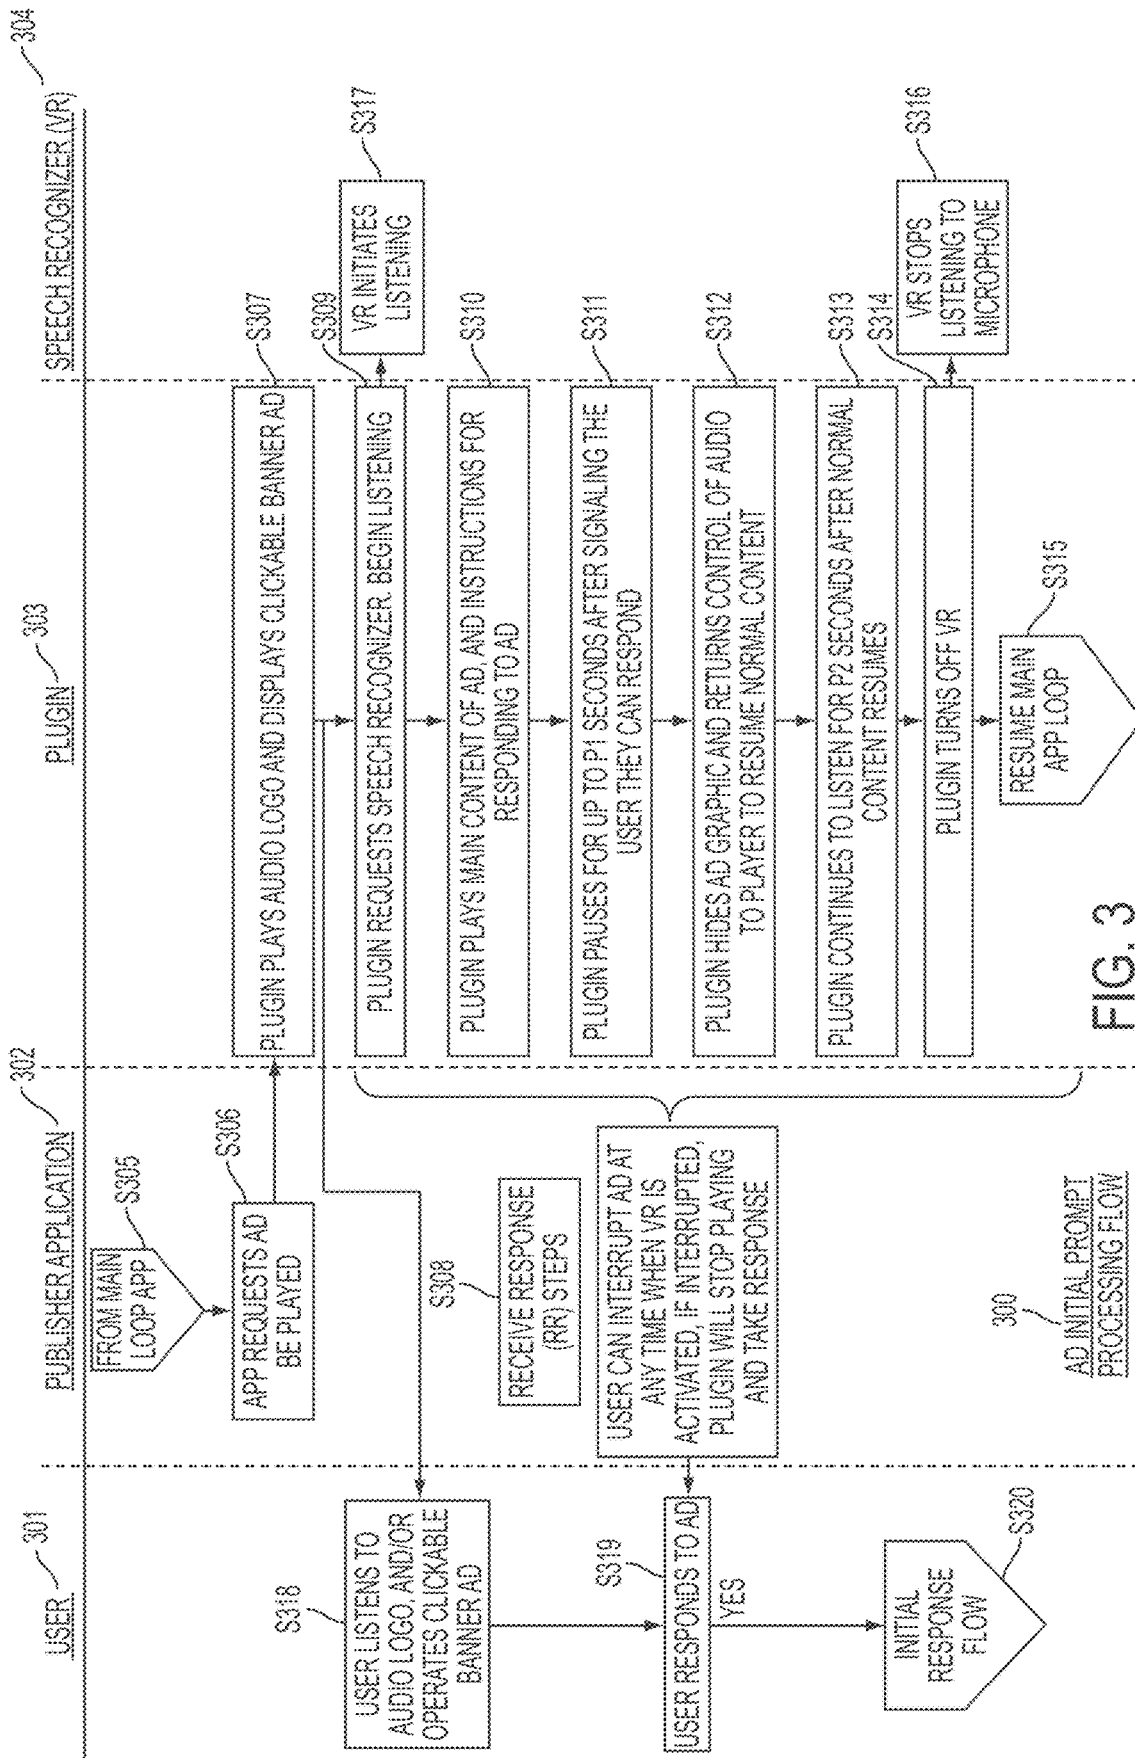 USER
301
PUBLISHER APPLICATION
302
PLUGIN
303
SPEECH RECOGNIZER (VR)
304
FROM MAIN
LOOP APP
S305
APP REQUESTS AD
BE PLAYED
S306
PLUGIN PLAYS AUDIO LOGO AND DISPLAYS CLICKABLE BANNER AD
S307
USER LISTENS TO
AUDIO LOGO, AND/OR
OPERATES CLICKABLE
BANNER AD
S318
PLUGIN REQUESTS SPEECH RECOGNIZER. BEGIN LISTENING
S309
VR INITIATES
LISTENING
S317
RECEIVE RESPONSE
(RR) STEPS
S308
PLUGIN PLAYS MAIN CONTENT OF AD, AND INSTRUCTIONS FOR
RESPONDING TO AD
S310
PLUGIN PAUSES FOR UP TO P1 SECONDS AFTER SIGNALING THE
USER THEY CAN RESPOND
S311
USER CAN INTERRUPT AD AT
ANY TIME WHEN VR IS
ACTIVATED, IF INTERRUPTED,
PLUGIN WILL STOP PLAYING
AND TAKE RESPONSE
USER RESPONDS TO AD
S319
YES
PLUGIN HIDES AD GRAPHIC AND RETURNS CONTROL OF AUDIO
TO PLAYER TO RESUME NORMAL CONTENT
S312
PLUGIN CONTINUES TO LISTEN FOR P2 SECONDS AFTER NORMAL
CONTENT RESUMES
S313
PLUGIN TURNS OFF VR
S314
VR STOPS
LISTENING TO
MICROPHONE
S316
INITIAL
RESPONSE
FLOW
S320
RESUME MAIN
APP LOOP
S315
300
AD INITIAL PROMPT
PROCESSING FLOW
FIG. 3